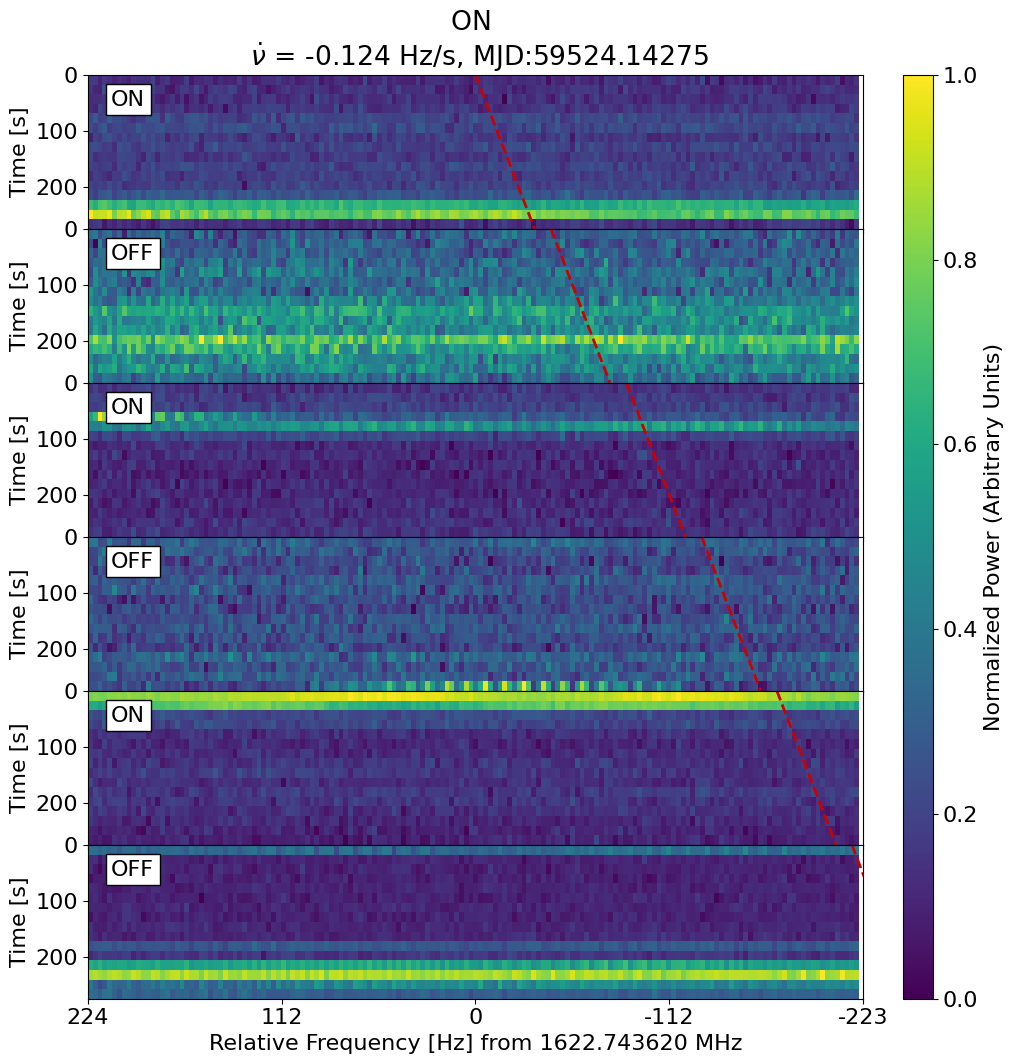 ON
ν̇ = -0.124 Hz/s, MJD:59524.14275
0
ON
Time [s]
100
200
0
OFF
Time [s]
100
200
0
ON
Time [s]
100
200
0
OFF
Time [s]
100
200
0
ON
Time [s]
100
200
0
OFF
Time [s]
100
200
224 112 0 -112 -223
Relative Frequency [Hz] from 1622.743620 MHz
1.0
0.8
0.6
0.4
0.2
0.0
Normalized Power (Arbitrary Units)